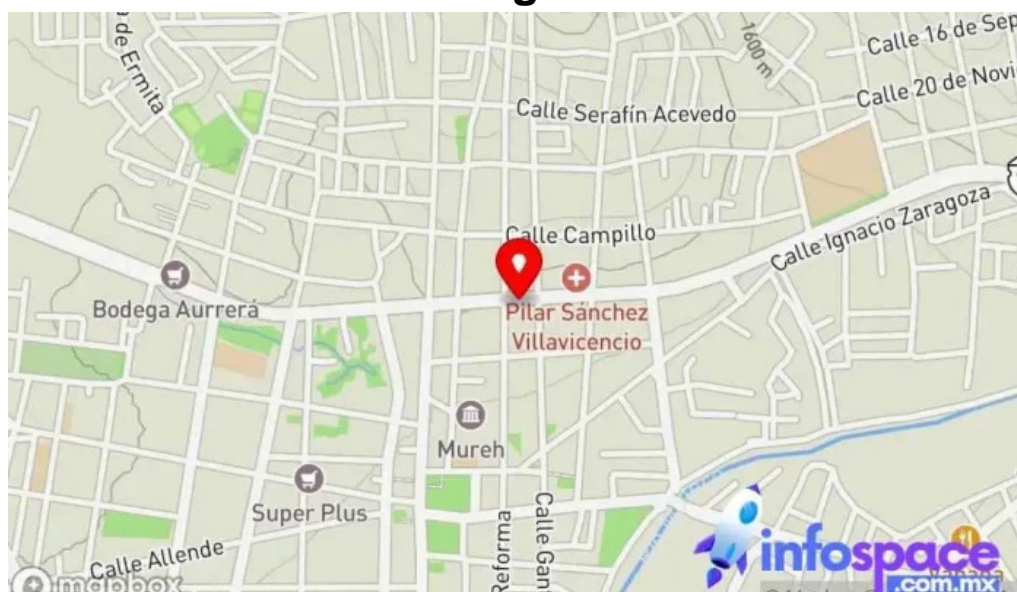 1600 m
Calle 16 de Sep
de Ermita
Calle 20 de Novi
Calle Serafín Acevedo
Calle Ignacio Zaragoza
Calle Campillo
Bodega Aurrerá
Pilar Sánchez
Villavicencio
Mureh
Super Plus
Reforma
Calle Gan
Calle Allende
mapbox
infospace
.com.mx